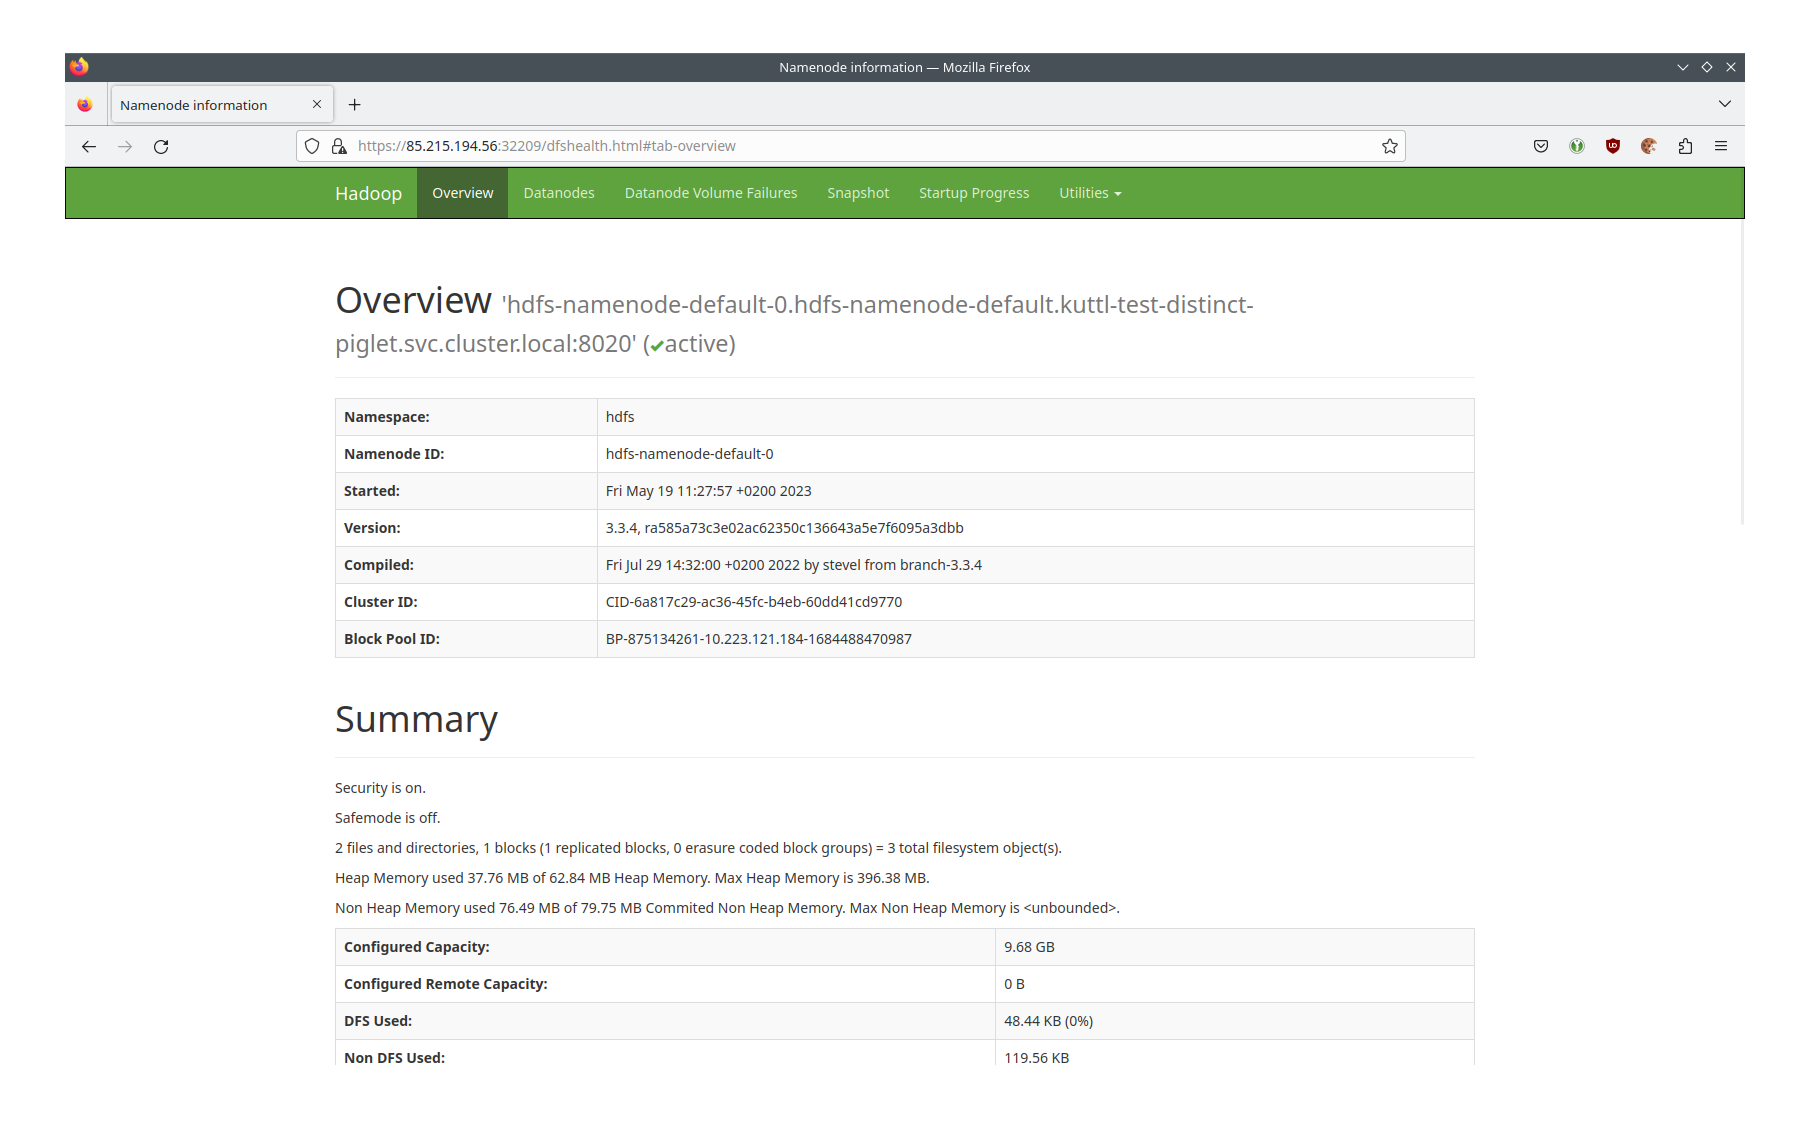 Namenode information — Mozilla Firefox
Namenode information
https://85.215.194.56:32209/dfshealth.html#tab-overview
Hadoop Overview Datanodes Datanode Volume Failures Snapshot Startup Progress Utilities
Overview 'hdfs-namenode-default-0.hdfs-namenode-default.kuttl-test-distinct-
piglet.svc.cluster.local:8020' (✔active)
Namespace: hdfs
Namenode ID: hdfs-namenode-default-0
Started: Fri May 19 11:27:57 +0200 2023
Version: 3.3.4, ra585a73c3e02ac62350c136643a5e7f6095a3dbb
Compiled: Fri Jul 29 14:32:00 +0200 2022 by stevel from branch-3.3.4
Cluster ID: CID-6a817c29-ac36-45fc-b4eb-60dd41cd9770
Block Pool ID: BP-875134261-10.223.121.184-1684488470987
Summary
Security is on.
Safemode is off.
2 files and directories, 1 blocks (1 replicated blocks, 0 erasure coded block groups) = 3 total filesystem object(s).
Heap Memory used 37.76 MB of 62.84 MB Heap Memory. Max Heap Memory is 396.38 MB.
Non Heap Memory used 76.49 MB of 79.75 MB Commited Non Heap Memory. Max Non Heap Memory is <unbounded>.
Configured Capacity: 9.68 GB
Configured Remote Capacity: 0 B
DFS Used: 48.44 KB (0%)
Non DFS Used: 119.56 KB